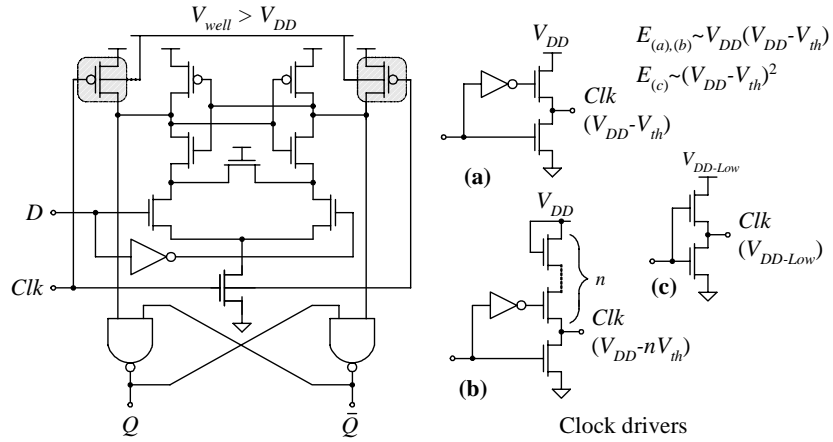 V_well > V_DD
D
Clk
Q
Q̄
V_DD
Clk
(V_DD-V_th)
(a)
E_(a),(b)~V_DD(V_DD-V_th)
E_(c)~(V_DD-V_th)²
V_DD
n
Clk
(V_DD-nV_th)
(b)
V_DD-Low
Clk
(V_DD-Low)
(c)
Clock drivers